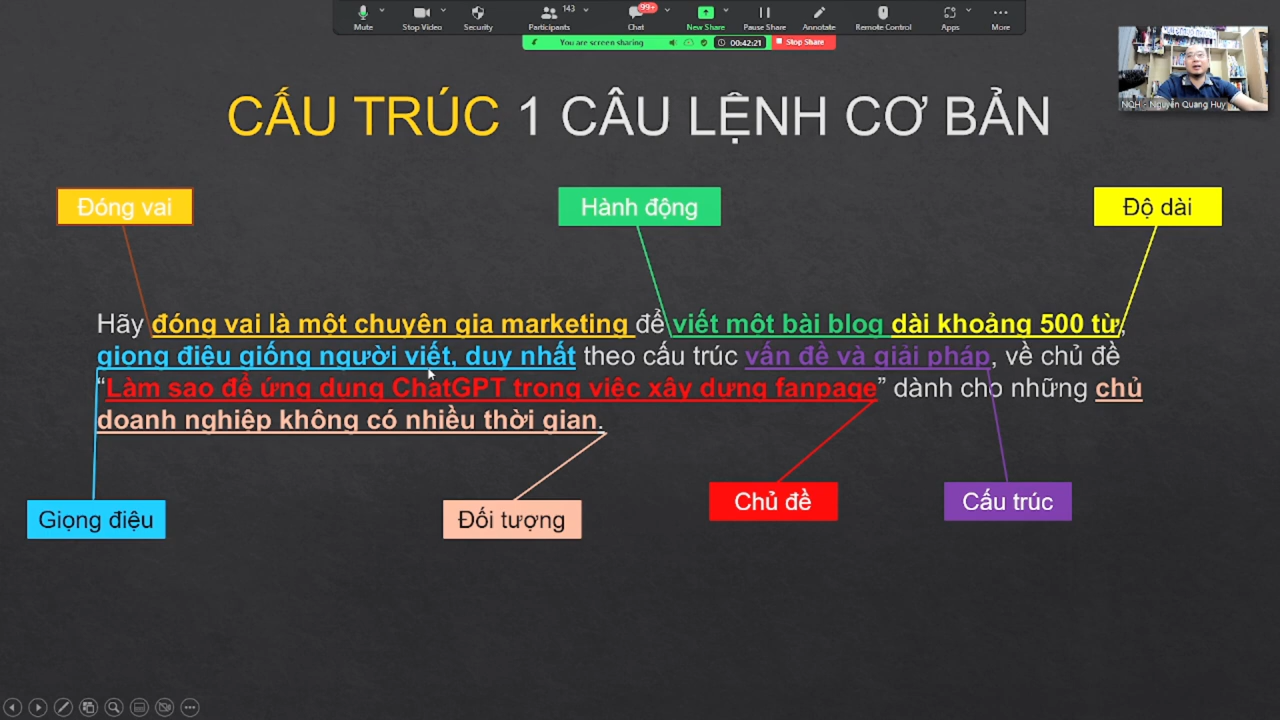 143
99+
Mute
Stop Video
Security
Participants
Chat
New Share
Pause Share
Annotate
Remote Control
Apps
More
You are screen sharing
00:42:21
Stop Share
NQH - Nguyễn Quang Huy
CẤU TRÚC 1 CÂU LỆNH CƠ BẢN
Đóng vai
Hành động
Độ dài
Hãy đóng vai là một chuyên gia marketing để viết một bài blog dài khoảng 500 từ,
giọng điệu giống người viết, duy nhất theo cấu trúc vấn đề và giải pháp, về chủ đề
“Làm sao để ứng dụng ChatGPT trong việc xây dựng fanpage” dành cho những chủ
doanh nghiệp không có nhiều thời gian.
Chủ đề
Cấu trúc
Giọng điệu
Đối tượng